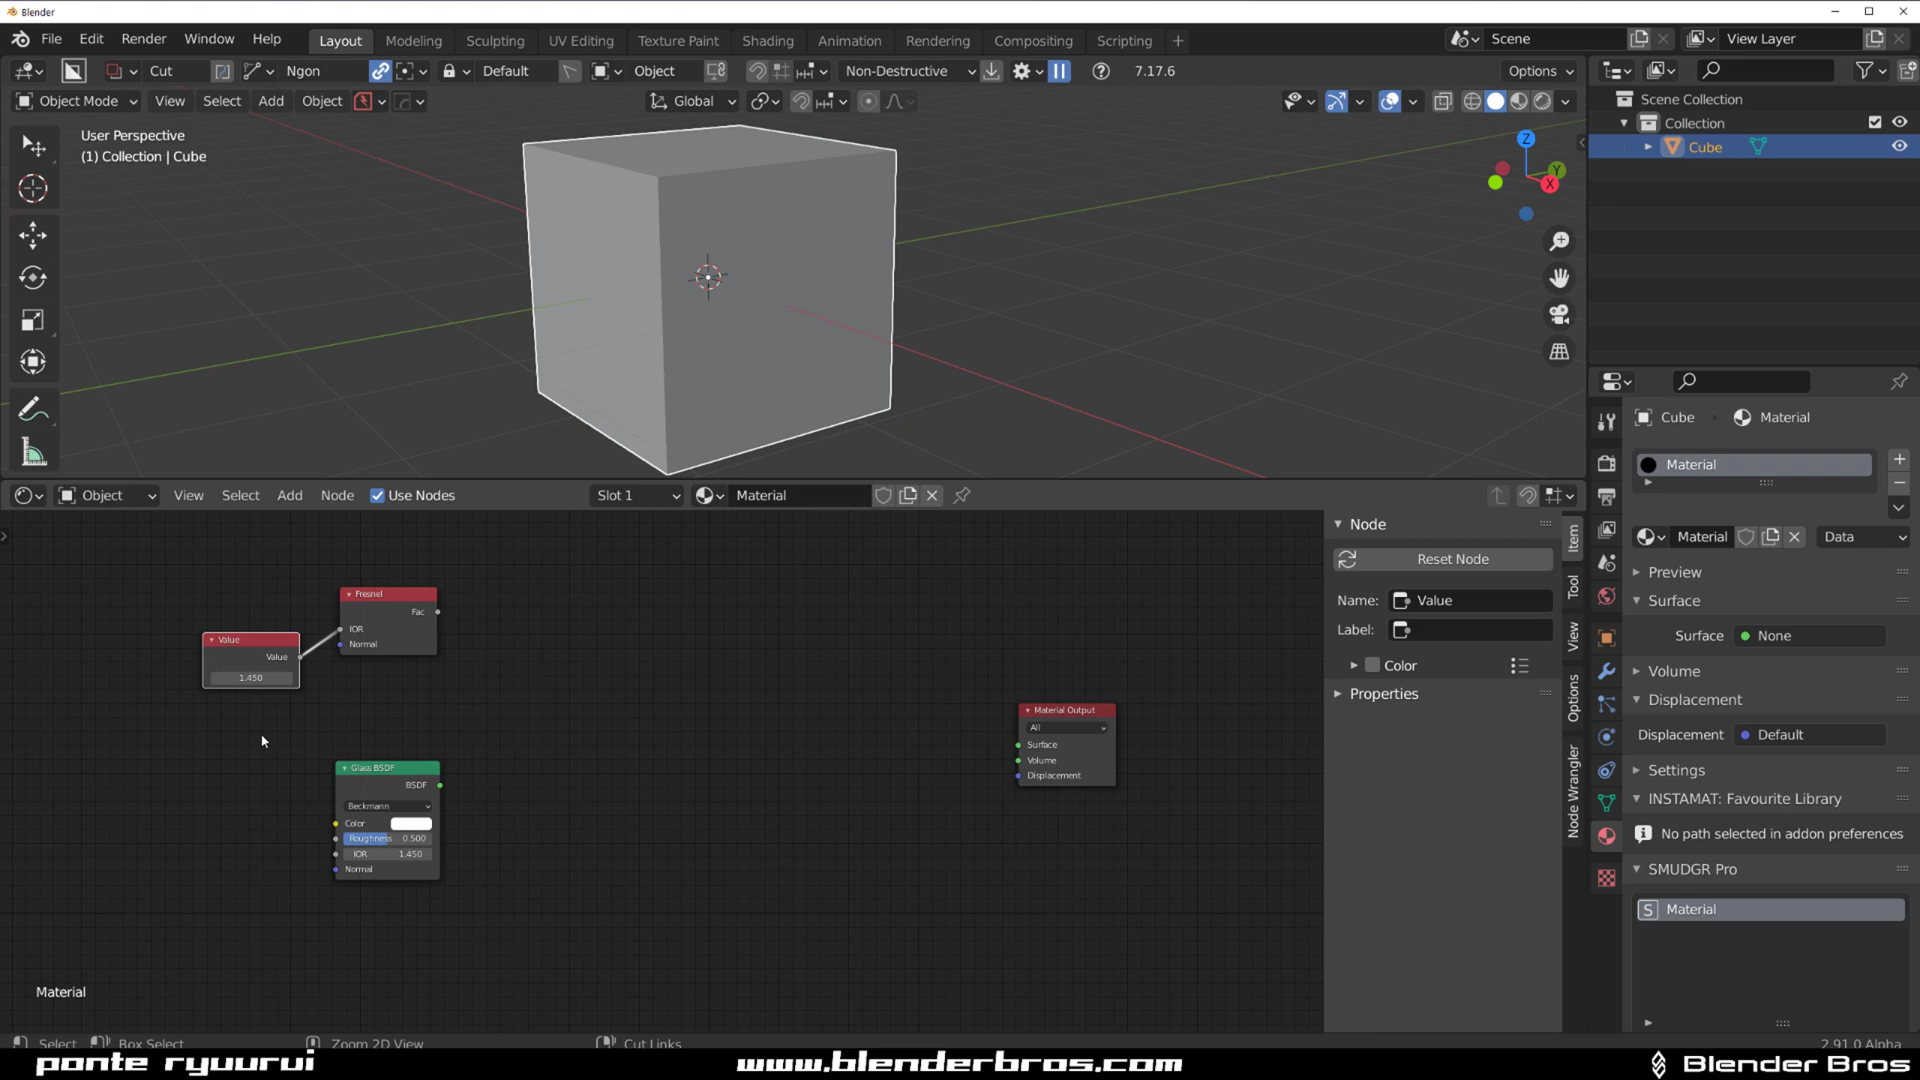 Blender
File Edit Render Window Help Layout Modeling Sculpting UV Editing Texture Paint Shading Animation Rendering Compositing Scripting + Scene View Layer
Cut Ngon Default Object Non-Destructive 7.17.6 Options
Object Mode View Select Add Object Global
User Perspective
(1) Collection | Cube
Z
Y
X
Scene Collection
Collection
Cube
Cube Material
Material
Material Data
Preview
Surface
Surface None
Volume
Displacement
Displacement Default
Settings
INSTAMAT: Favourite Library
No path selected in addon preferences
SMUDGR Pro
S Material
Object View Select Add Node Use Nodes Slot 1 Material
Fresnel
Fac
IOR
Normal
Value
Value
1.450
Glass BSDF
BSDF
Beckmann
Color
Roughness 0.500
IOR 1.450
Normal
Material Output
All
Surface
Volume
Displacement
Node
Reset Node
Name: Value
Label:
Color
Properties
Item
Tool
View
Options
Node Wrangler
Material
Select Box Select Zoom 2D View Cut Links 2.91.0 Alpha
ponte ryuurui www.blenderbros.com Blender Bros